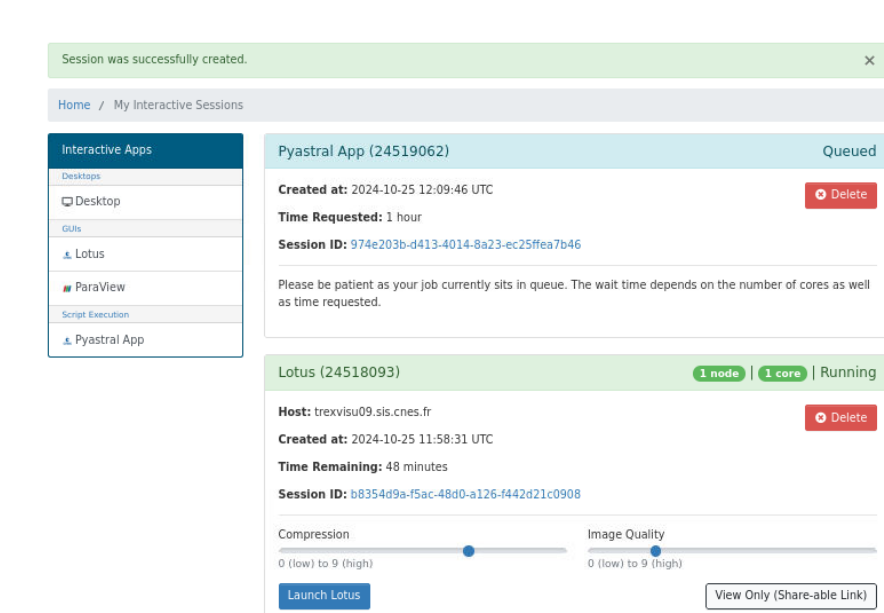 Session was successfully created.
×
Home / My Interactive Sessions
Interactive Apps
Desktops
Desktop
GUIs
Lotus
ParaView
Script Execution
Pyastral App
Pyastral App (24519062)
Queued
Created at: 2024-10-25 12:09:46 UTC
Delete
Time Requested: 1 hour
Session ID: 974e203b-d413-4014-8a23-ec25ffea7b46
Please be patient as your job currently sits in queue. The wait time depends on the number of cores as well
as time requested.
Lotus (24518093)
1 node | 1 core | Running
Host: trexvisu09.sis.cnes.fr
Delete
Created at: 2024-10-25 11:58:31 UTC
Time Remaining: 48 minutes
Session ID: b8354d9a-f5ac-48d0-a126-f442d21c0908
Compression
0 (low) to 9 (high)
Image Quality
0 (low) to 9 (high)
Launch Lotus
View Only (Share-able Link)